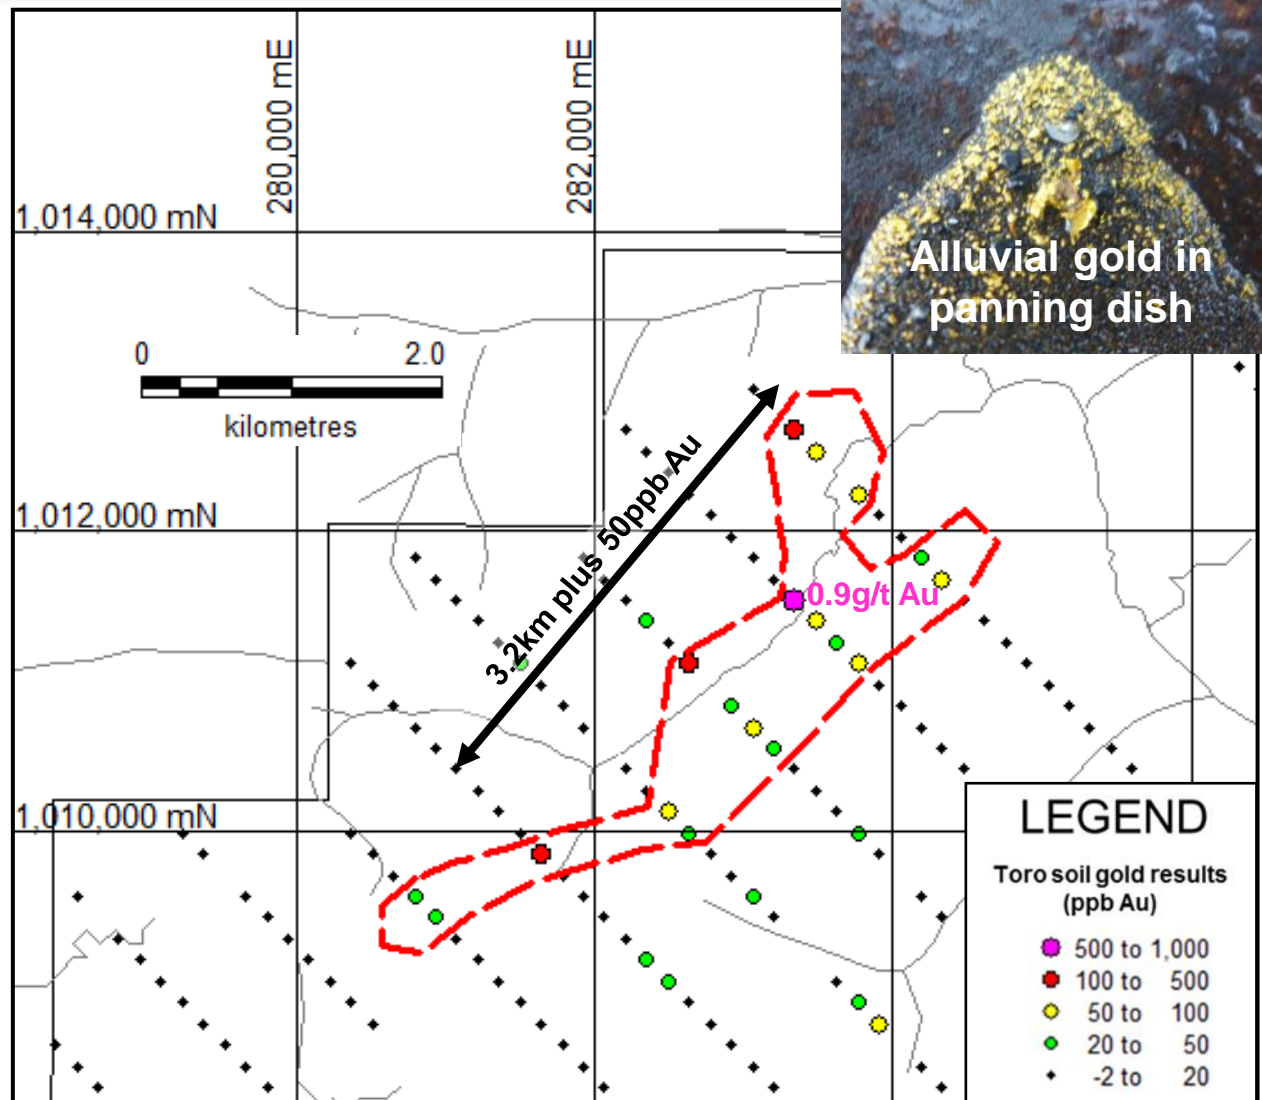 280,000 mE
282,000 mE
Alluvial gold in
panning dish
1,014,000 mN
0 2.0
kilometres
3.2km plus 50ppb Au
1,012,000 mN
0.9g/t Au
1,010,000 mN
LEGEND
Toro soil gold results
(ppb Au)
500 to 1,000
100 to 500
50 to 100
20 to 50
-2 to 20